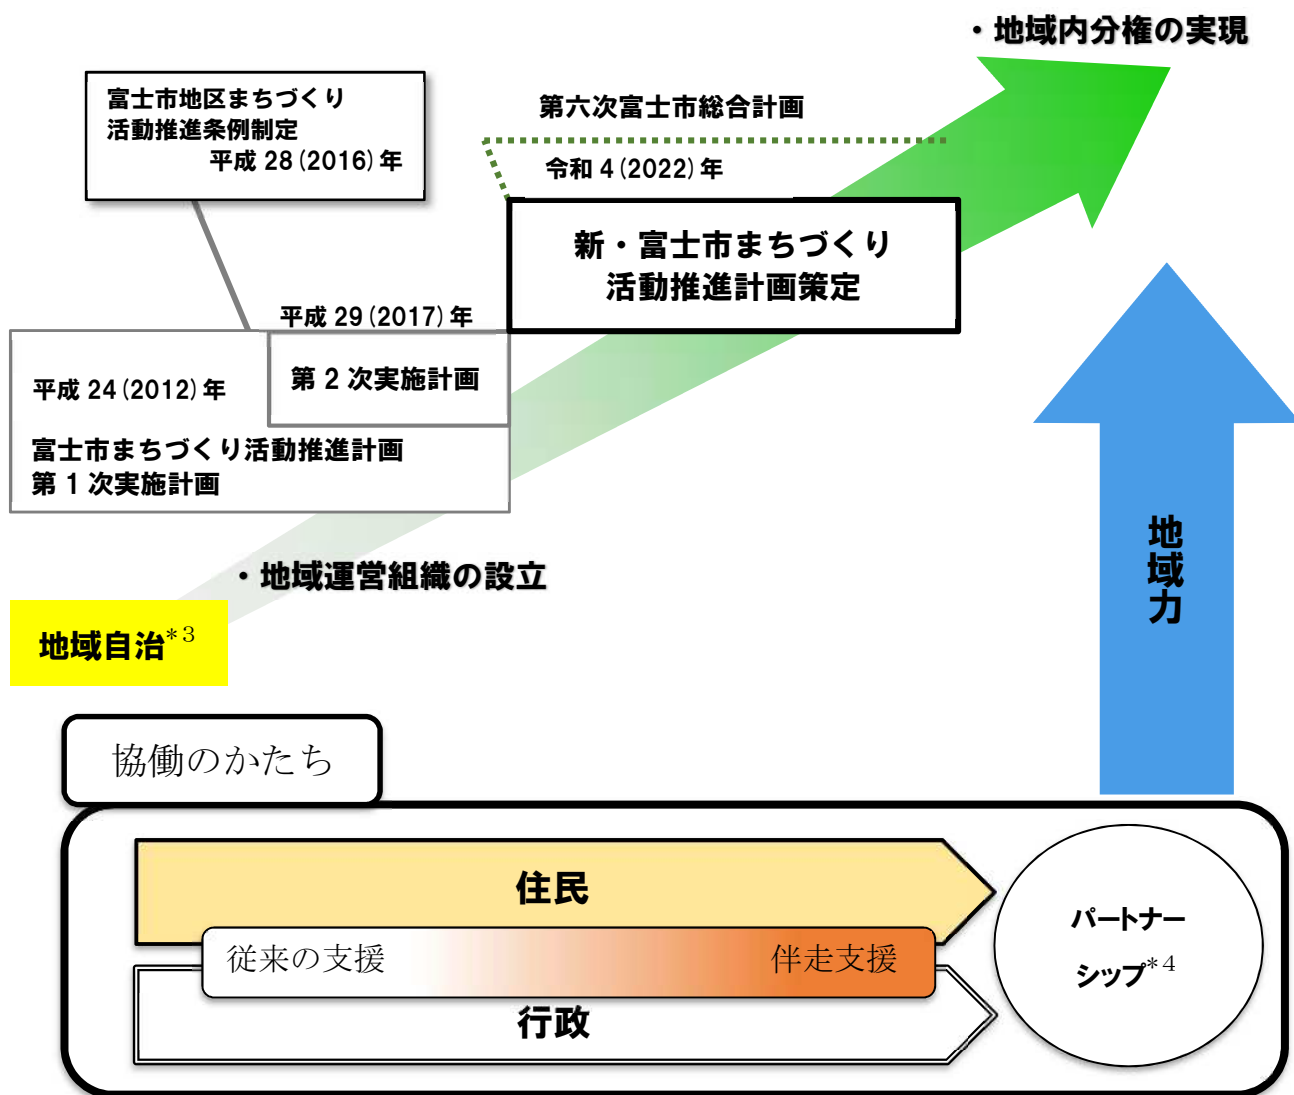 ・地域内分権の実現
富士市地区まちづくり
活動推進条例制定
平成 28(2016)年
第六次富士市総合計画
令和 4(2022)年
新・富士市まちづくり
活動推進計画策定
平成 29(2017)年
第 2 次実施計画
平成 24(2012)年
富士市まちづくり活動推進計画
第 1 次実施計画
・地域運営組織の設立
地域自治*3
地域力
協働のかたち
住民
従来の支援
伴走支援
行政
パートナー
シップ*4